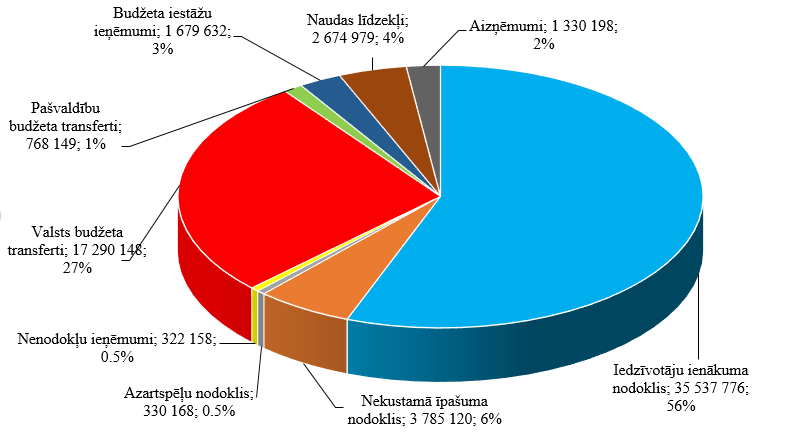 Budžeta iestāžu
ieņēmumi; 1 679 632;
3%
Naudas līdzekļi;
2 674 979; 4%
Aizņēmumi; 1 330 198;
2%
Pašvaldību
budžeta transferti;
768 149; 1%
Valsts budžeta
transferti; 17 290 148;
27%
Nenodokļu ieņēmumi; 322 158;
0.5%
Azartspēļu nodoklis;
330 168; 0.5%
Nekustamā īpašuma
nodoklis; 3 785 120; 6%
Iedzīvotāju ienākuma
nodoklis; 35 537 776;
56%